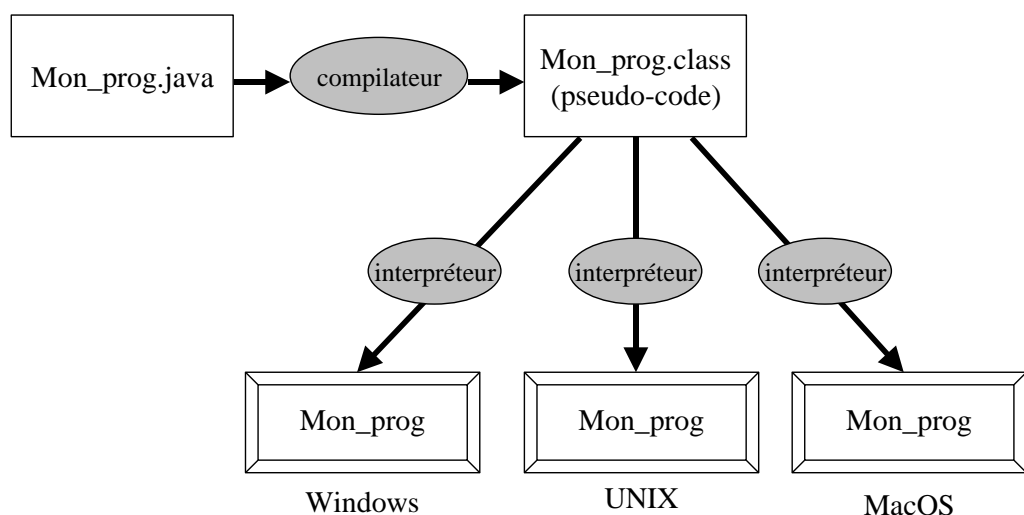 Mon_prog.java
compilateur
Mon_prog.class
(pseudo-code)
interpréteur
interpréteur
interpréteur
Mon_prog
Mon_prog
Mon_prog
Windows
UNIX
MacOS